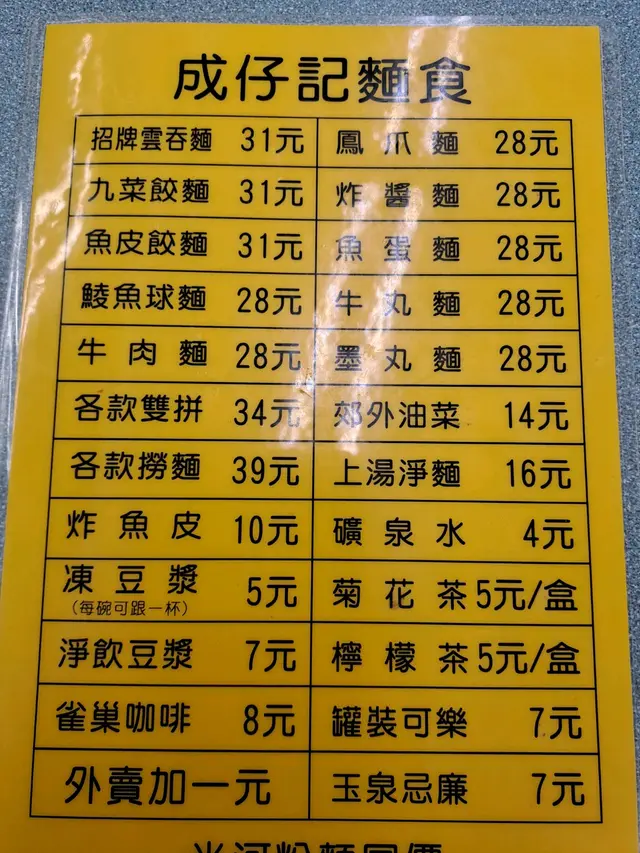 成仔記麵食
招牌雲吞麵 31元 鳳爪麵 28元
九菜餃麵 31元 炸醬麵 28元
魚皮餃麵 31元 魚蛋麵 28元
鯪魚球麵 28元 牛丸麵 28元
牛肉麵 28元 墨丸麵 28元
各款雙拼 34元 郊外油菜 14元
各款撈麵 39元 上湯淨麵 16元
炸魚皮 10元 礦泉水 4元
凍豆漿 5元 菊花茶 5元/盒
(每碗可跟一杯)
淨飲豆漿 7元 檸檬茶 5元/盒
雀巢咖啡 8元 罐裝可樂 7元
外賣加一元 玉泉忌廉 7元